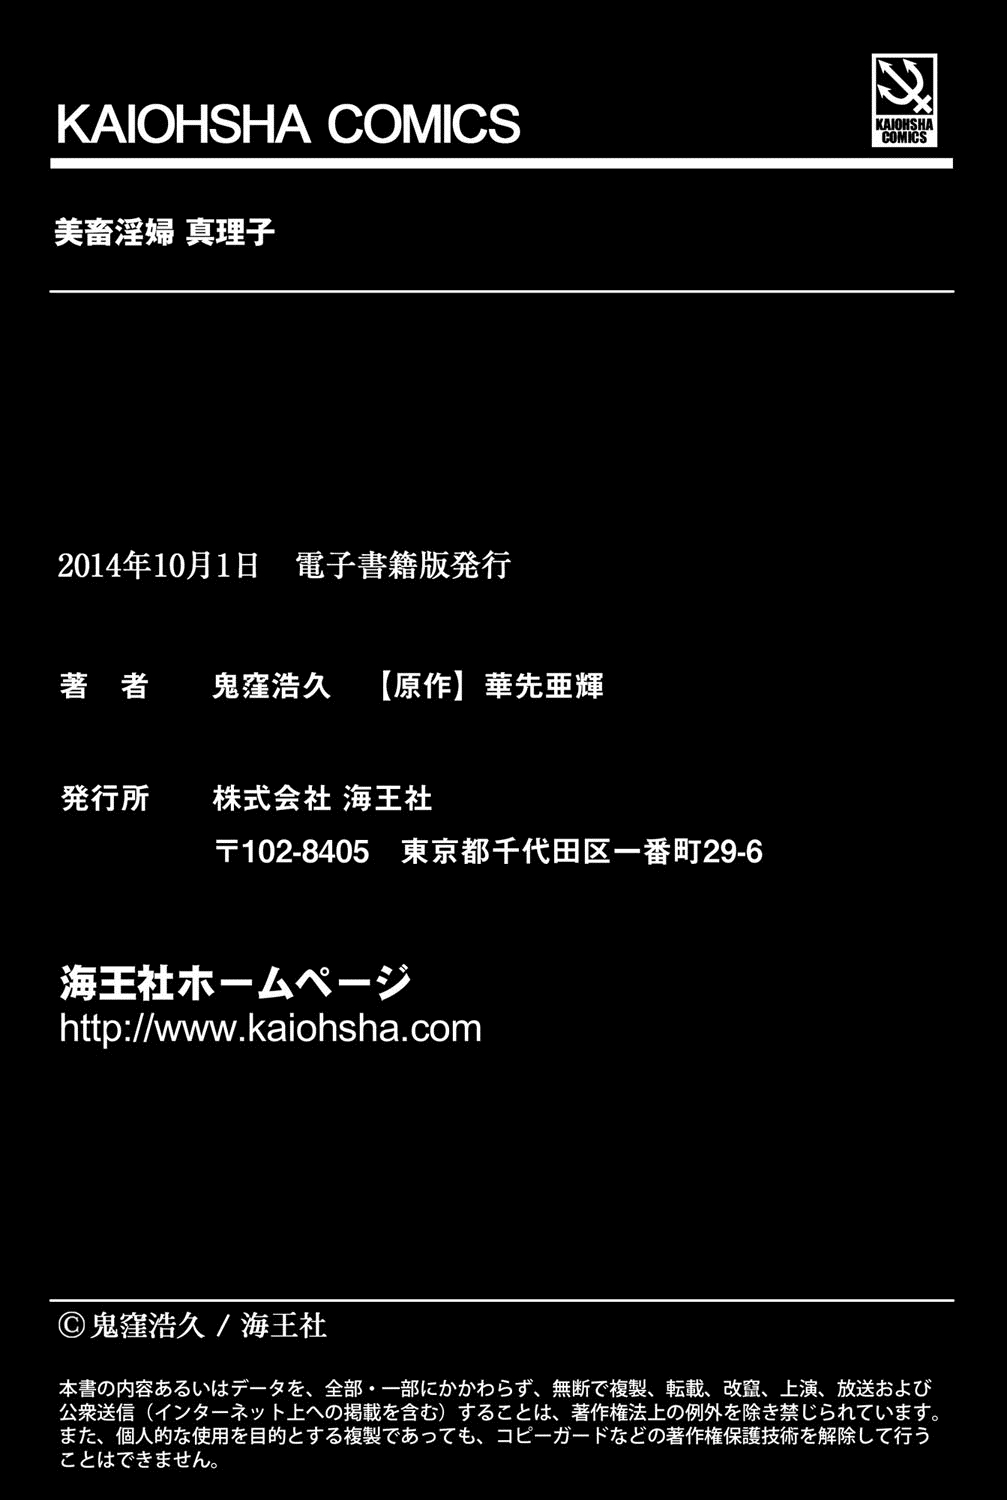 KAIOHSHA COMICS
KAIOHSHA
COMICS
美畜淫婦 真理子
2014年10月1日　電子書籍版発行
著　者　　鬼窪浩久　【原作】華先亜輝
発行所　　株式会社 海王社
〒102-8405　東京都千代田区一番町29-6
海王社ホームページ
http://www.kaiohsha.com
©鬼窪浩久 / 海王社
本書の内容あるいはデータを、全部・一部にかかわらず、無断で複製、転載、改竄、上演、放送および
公衆送信（インターネット上への掲載を含む）することは、著作権法上の例外を除き禁じられています。
また、個人的な使用を目的とする複製であっても、コピーガードなどの著作権保護技術を解除して行う
ことはできません。